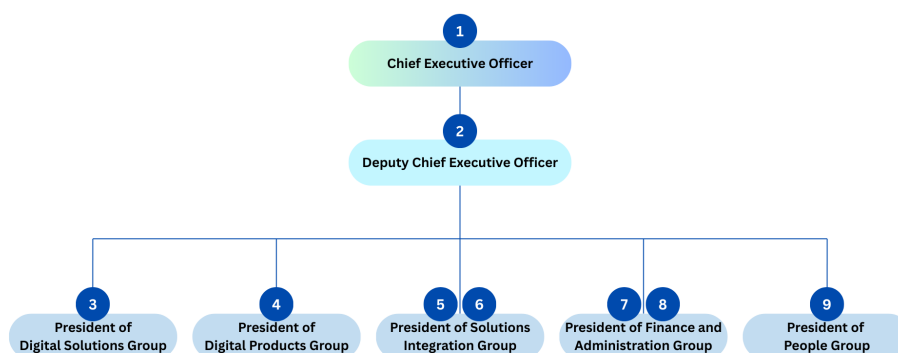 1
Chief Executive Officer
2
Deputy Chief Executive Officer
3
President of
Digital Solutions Group
4
President of
Digital Products Group
5 6
President of Solutions
Integration Group
7 8
President of Finance and
Administration Group
9
President of
People Group